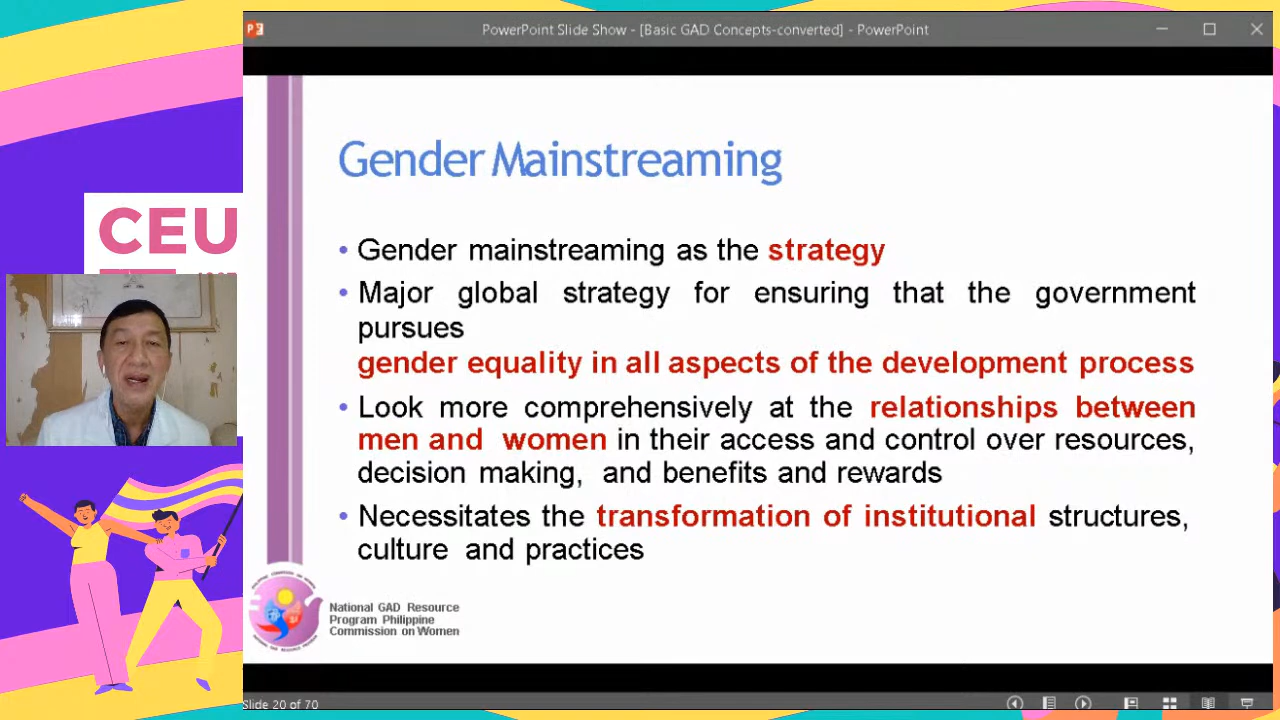 PowerPoint Slide Show - [Basic GAD Concepts-converted] - PowerPoint
CEU
Gender Mainstreaming
• Gender mainstreaming as the strategy
• Major global strategy for ensuring that the government
pursues
gender equality in all aspects of the development process
• Look more comprehensively at the relationships between
men and women in their access and control over resources,
decision making, and benefits and rewards
• Necessitates the transformation of institutional structures,
culture and practices
National GAD Resource
Program Philippine
Commission on Women
Slide 20 of 70